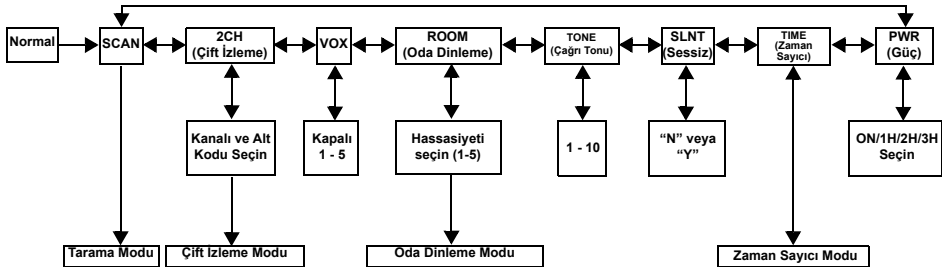 Normal
SCAN
2CH
(Çift İzleme)
VOX
ROOM
(Oda Dinleme)
TONE
(Çağrı Tonu)
SLNT
(Sessiz)
TIME
(Zaman
Sayıcı)
PWR
(Güç)
Kanalı ve Alt
Kodu Seçin
Kapalı
1 - 5
Hassasiyeti
seçin (1-5)
1 - 10
“N” veya
“Y”
ON/1H/2H/3H
Seçin
Tarama Modu
Çift İzleme Modu
Oda Dinleme Modu
Zaman Sayıcı Modu